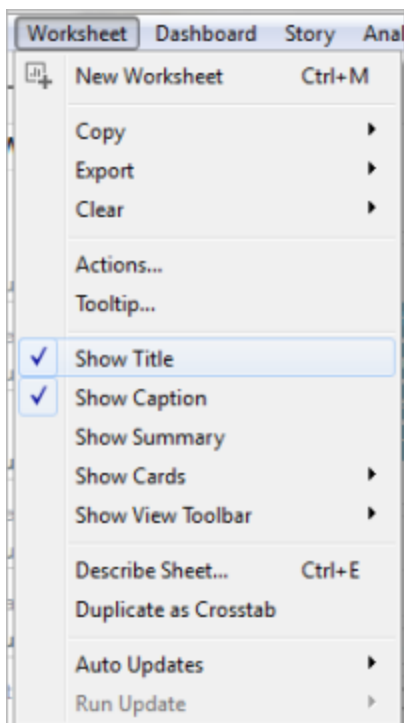 Worksheet Dashboard Story Anal
New Worksheet Ctrl+M
Copy
Export
Clear
Actions...
Tooltip...
Show Title
Show Caption
Show Summary
Show Cards
Show View Toolbar
Describe Sheet... Ctrl+E
Duplicate as Crosstab
Auto Updates
Run Update